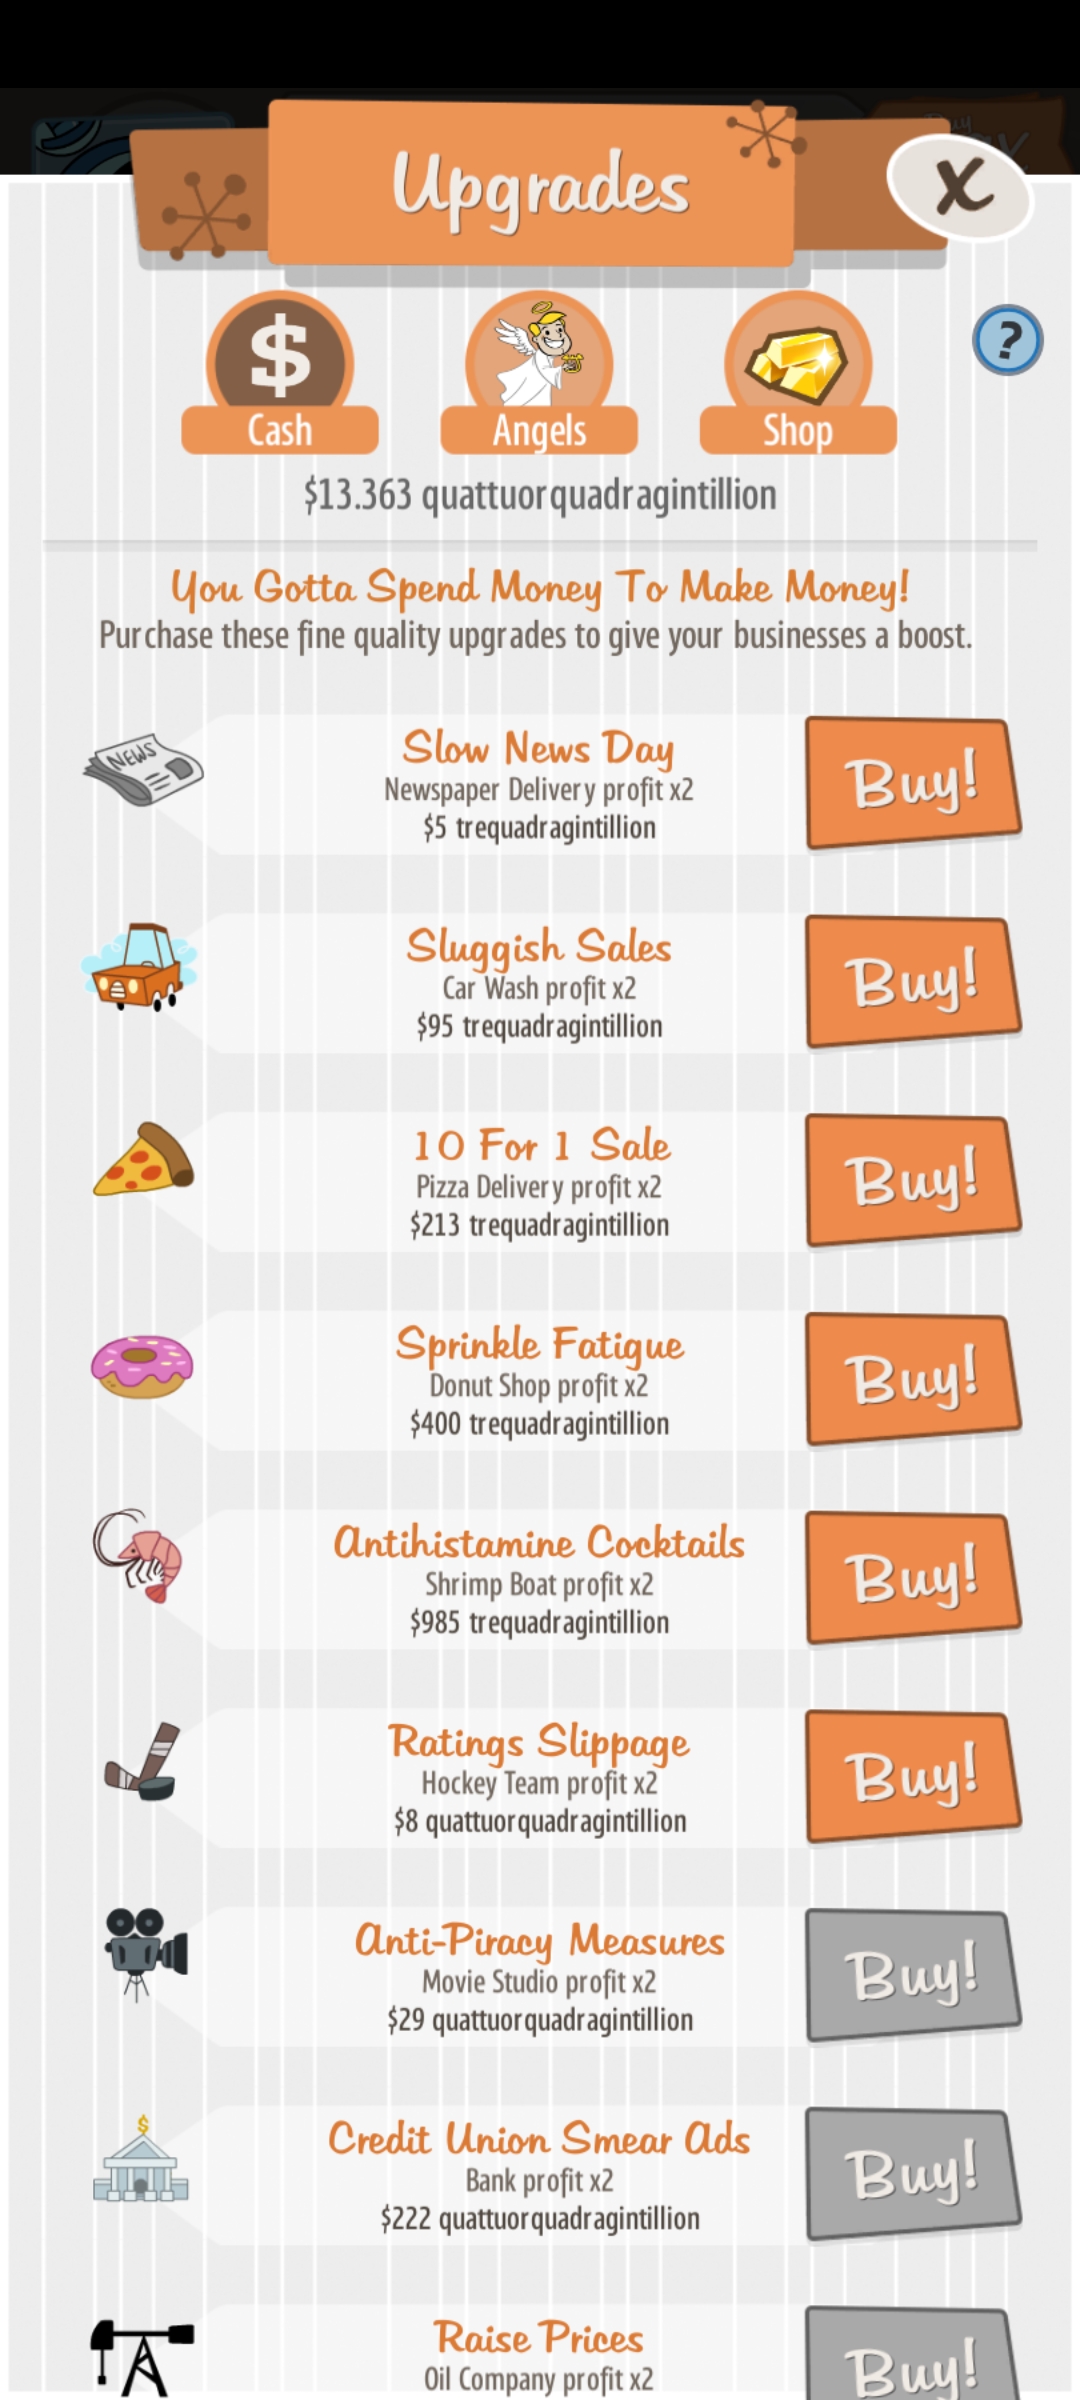 Buy
Upgrades
X
$
?
Cash
Angels
Shop
$13.363 quattuorquadragintillion
You Gotta Spend Money To Make Money!
Purchase these fine quality upgrades to give your businesses a boost.
NEWS
Slow News Day
Newspaper Delivery profit x2
$5 trequadragintillion
Buy!
Sluggish Sales
Car Wash profit x2
$95 trequadragintillion
Buy!
10 For 1 Sale
Pizza Delivery profit x2
$213 trequadragintillion
Buy!
Sprinkle Fatigue
Donut Shop profit x2
$400 trequadragintillion
Buy!
Antihistamine Cocktails
Shrimp Boat profit x2
$985 trequadragintillion
Buy!
Ratings Slippage
Hockey Team profit x2
$8 quattuorquadragintillion
Buy!
Anti-Piracy Measures
Movie Studio profit x2
$29 quattuorquadragintillion
Buy!
$
Credit Union Smear Ads
Bank profit x2
$222 quattuorquadragintillion
Buy!
Raise Prices
Oil Company profit x2
Buy!